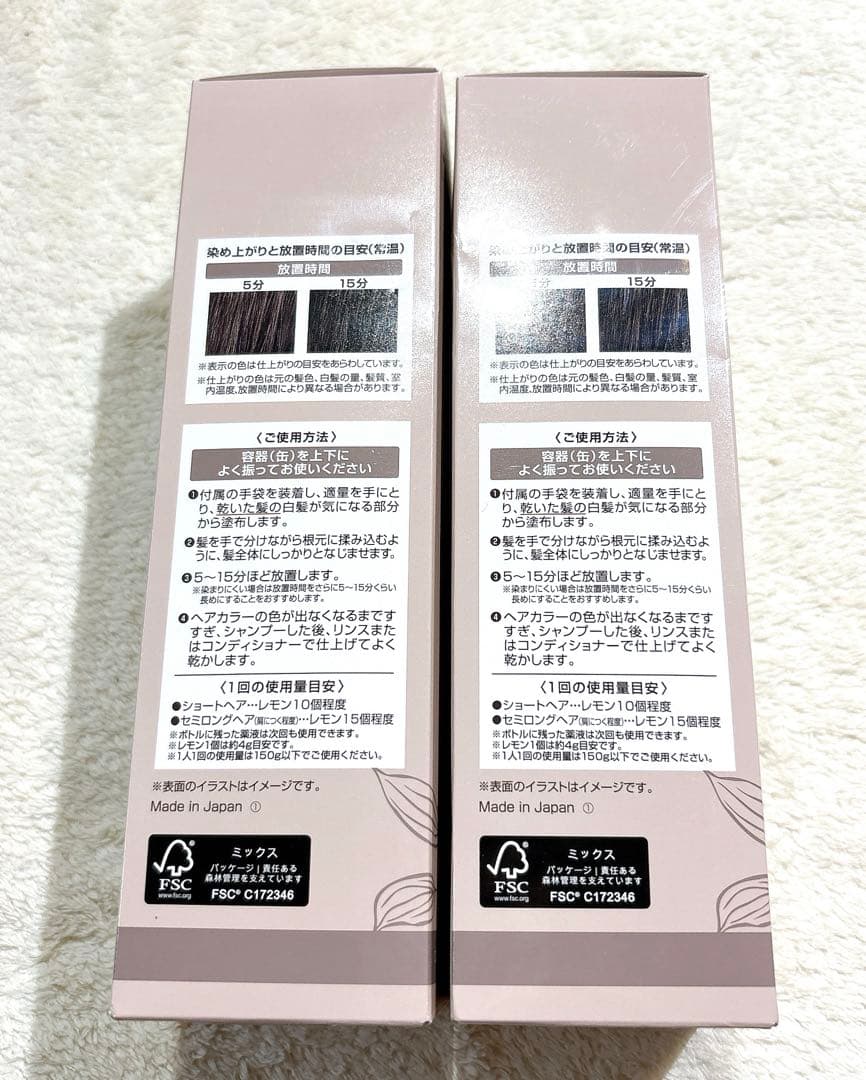 染め上がりと放置時間の目安(常温)
放置時間
5分 15分
※表示の色は仕上がりの目安をあらわしています。
※仕上がりの色は元の髪色、白髪の量、髪質、室
内温度、放置時間により異なる場合があります。
〈ご使用方法〉
容器(缶)を上下に
よく振ってお使いください
❶付属の手袋を装着し、適量を手にと
り、乾いた髪の白髪が気になる部分
から塗布します。
❷髪を手で分けながら根元に揉み込むよ
うに、髪全体にしっかりとなじませます。
❸5〜15分ほど放置します。
※染まりにくい場合は放置時間をさらに5〜15分くらい
長めにすることをおすすめします。
❹ヘアカラーの色が出なくなるまです
すぎ、シャンプーした後、リンスまた
はコンディショナーで仕上げてよく
乾かします。
〈1回の使用量目安〉
●ショートヘア…レモン10個程度
●セミロングヘア(肩につく程度)…レモン15個程度
※ボトルに残った薬液は次回も使用できます。
※レモン1個は約4g目安です。
※1人1回の使用量は150g以下でご使用ください。
※表面のイラストはイメージです。
Made in Japan ①
FSC®
www.fsc.org
ミックス
パッケージ|責任ある
森林管理を支えています
FSC® C172346
染め上がりと放置時間の目安(常温)
放置時間
5分 15分
※表示の色は仕上がりの目安をあらわしています。
※仕上がりの色は元の髪色、白髪の量、髪質、室
内温度、放置時間により異なる場合があります。
〈ご使用方法〉
容器(缶)を上下に
よく振ってお使いください
❶付属の手袋を装着し、適量を手にと
り、乾いた髪の白髪が気になる部分
から塗布します。
❷髪を手で分けながら根元に揉み込むよ
うに、髪全体にしっかりとなじませます。
❸5〜15分ほど放置します。
※染まりにくい場合は放置時間をさらに5〜15分くらい
長めにすることをおすすめします。
❹ヘアカラーの色が出なくなるまです
すぎ、シャンプーした後、リンスまた
はコンディショナーで仕上げてよく
乾かします。
〈1回の使用量目安〉
●ショートヘア…レモン10個程度
●セミロングヘア(肩につく程度)…レモン15個程度
※ボトルに残った薬液は次回も使用できます。
※レモン1個は約4g目安です。
※1人1回の使用量は150g以下でご使用ください。
※表面のイラストはイメージです。
Made in Japan ①
FSC®
www.fsc.org
ミックス
パッケージ|責任ある
森林管理を支えています
FSC® C172346